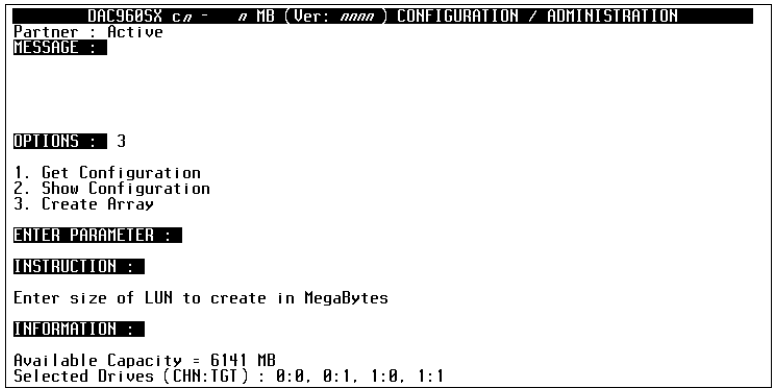 DAC960SX cn - n MB (Ver: nnnn) CONFIGURATION / ADMINISTRATION
Partner : Active
MESSAGE :
OPTIONS : 3
1. Get Configuration
2. Show Configuration
3. Create Array
ENTER PARAMETER :
INSTRUCTION :
Enter size of LUN to create in MegaBytes
INFORMATION :
Available Capacity = 6141 MB
Selected Drives (CHN:TGT) : 0:0, 0:1, 1:0, 1:1